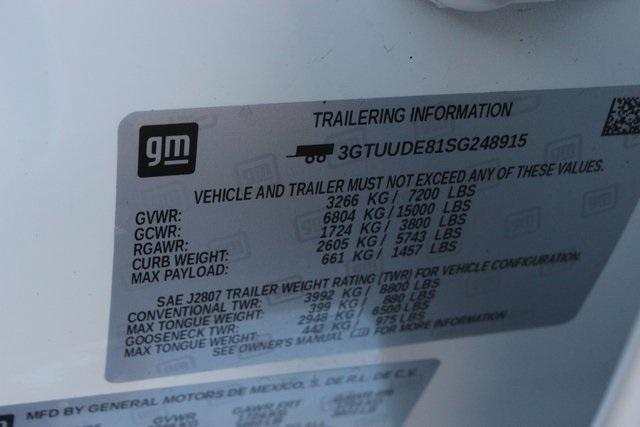 TRAILERING INFORMATION
gm
3GTUUDE81SG248915
VEHICLE AND TRAILER MUST NOT EXCEED ANY OF THESE VALUES.
GVWR: 3266 KG / 7200 LBS
GCWR: 6804 KG / 15000 LBS
RGAWR: 1724 KG / 3800 LBS
CURB WEIGHT: 2605 KG / 5743 LBS
MAX PAYLOAD: 661 KG / 1457 LBS
SAE J2807 TRAILER WEIGHT RATING (TWR) FOR VEHICLE CONFIGURATION.
CONVENTIONAL TWR: 3992 KG / 8800 LBS
MAX TONGUE WEIGHT: 399 KG / 880 LBS
GOOSENECK TWR: 2948 KG / 6500 LBS
MAX TONGUE WEIGHT: 442 KG / 975 LBS
SEE OWNER'S MANUAL FOR MORE INFORMATION
MFD BY GENERAL MOTORS DE MEXICO, S. DE R.L. DE C.V.
GVWR GAWR FRT